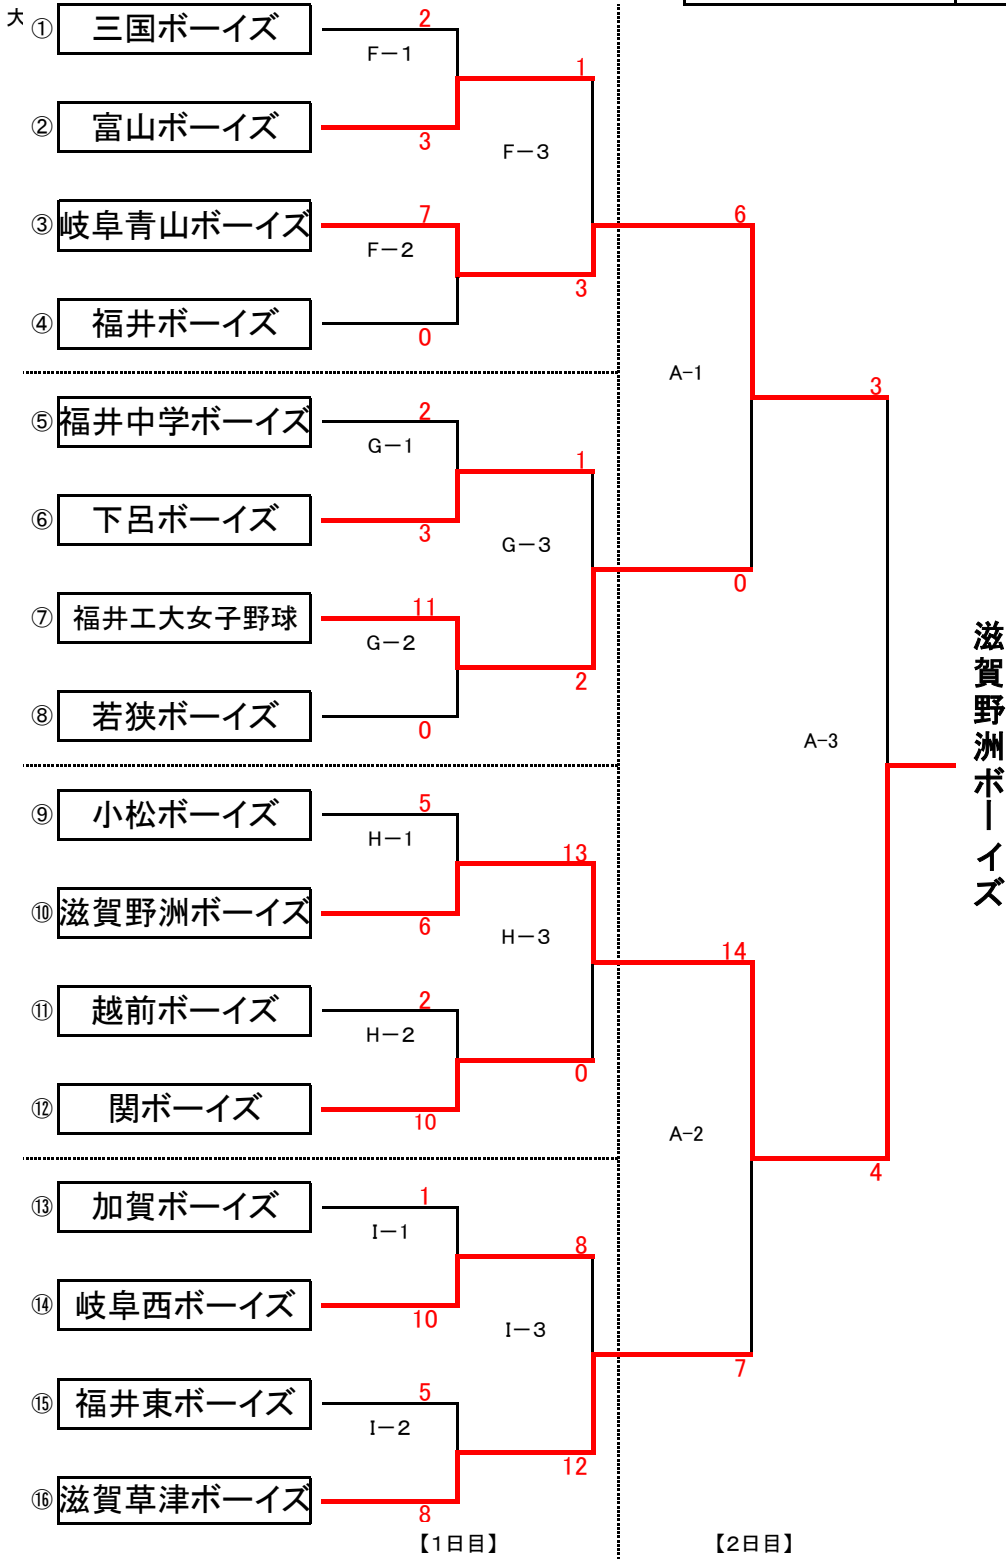 大
① 三国ボーイズ 2
F－1
1
② 富山ボーイズ 3
F－3
③ 岐阜青山ボーイズ 7
6
F－2
3
④ 福井ボーイズ 0
A-1
3
⑤ 福井中学ボーイズ 2
G－1
1
⑥ 下呂ボーイズ 3
G－3
0
⑦ 福井工大女子野球 11
G－2
2
⑧ 若狭ボーイズ 0
A-3
滋賀野洲ボーイズ
⑨ 小松ボーイズ 5
H－1
13
⑩ 滋賀野洲ボーイズ 6
H－3
14
⑪ 越前ボーイズ 2
H－2
0
⑫ 関ボーイズ 10
A-2
4
⑬ 加賀ボーイズ 1
I－1
8
⑭ 岐阜西ボーイズ 10
I－3
7
⑮ 福井東ボーイズ 5
I－2
12
⑯ 滋賀草津ボーイズ 8
【1日目】 【2日目】